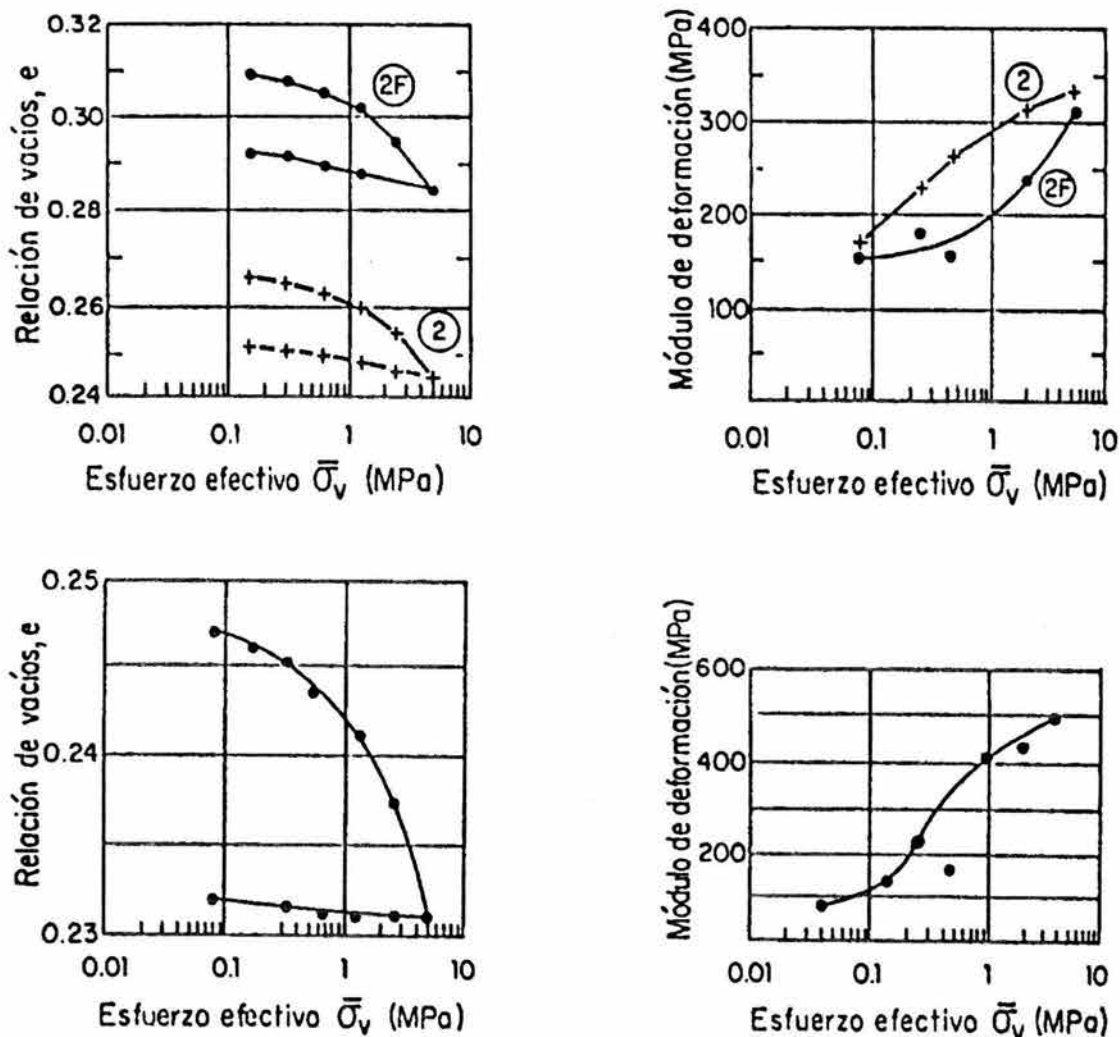 Relación de vacíos, e
0.32
0.30
0.28
0.26
0.24
2F
2
0.01 0.1 1 10
Esfuerzo efectivo σ̅v (MPa)
Módulo de deformación (MPa)
400
300
200
100
2
2F
0.01 0.1 1 10
Esfuerzo efectivo σ̅v (MPa)
Relación de vacíos, e
0.25
0.24
0.23
0.01 0.1 1 10
Esfuerzo efectivo σ̅v (MPa)
Módulo de deformación (MPa)
600
400
200
0.01 0.1 1 10
Esfuerzo efectivo σ̅v (MPa)